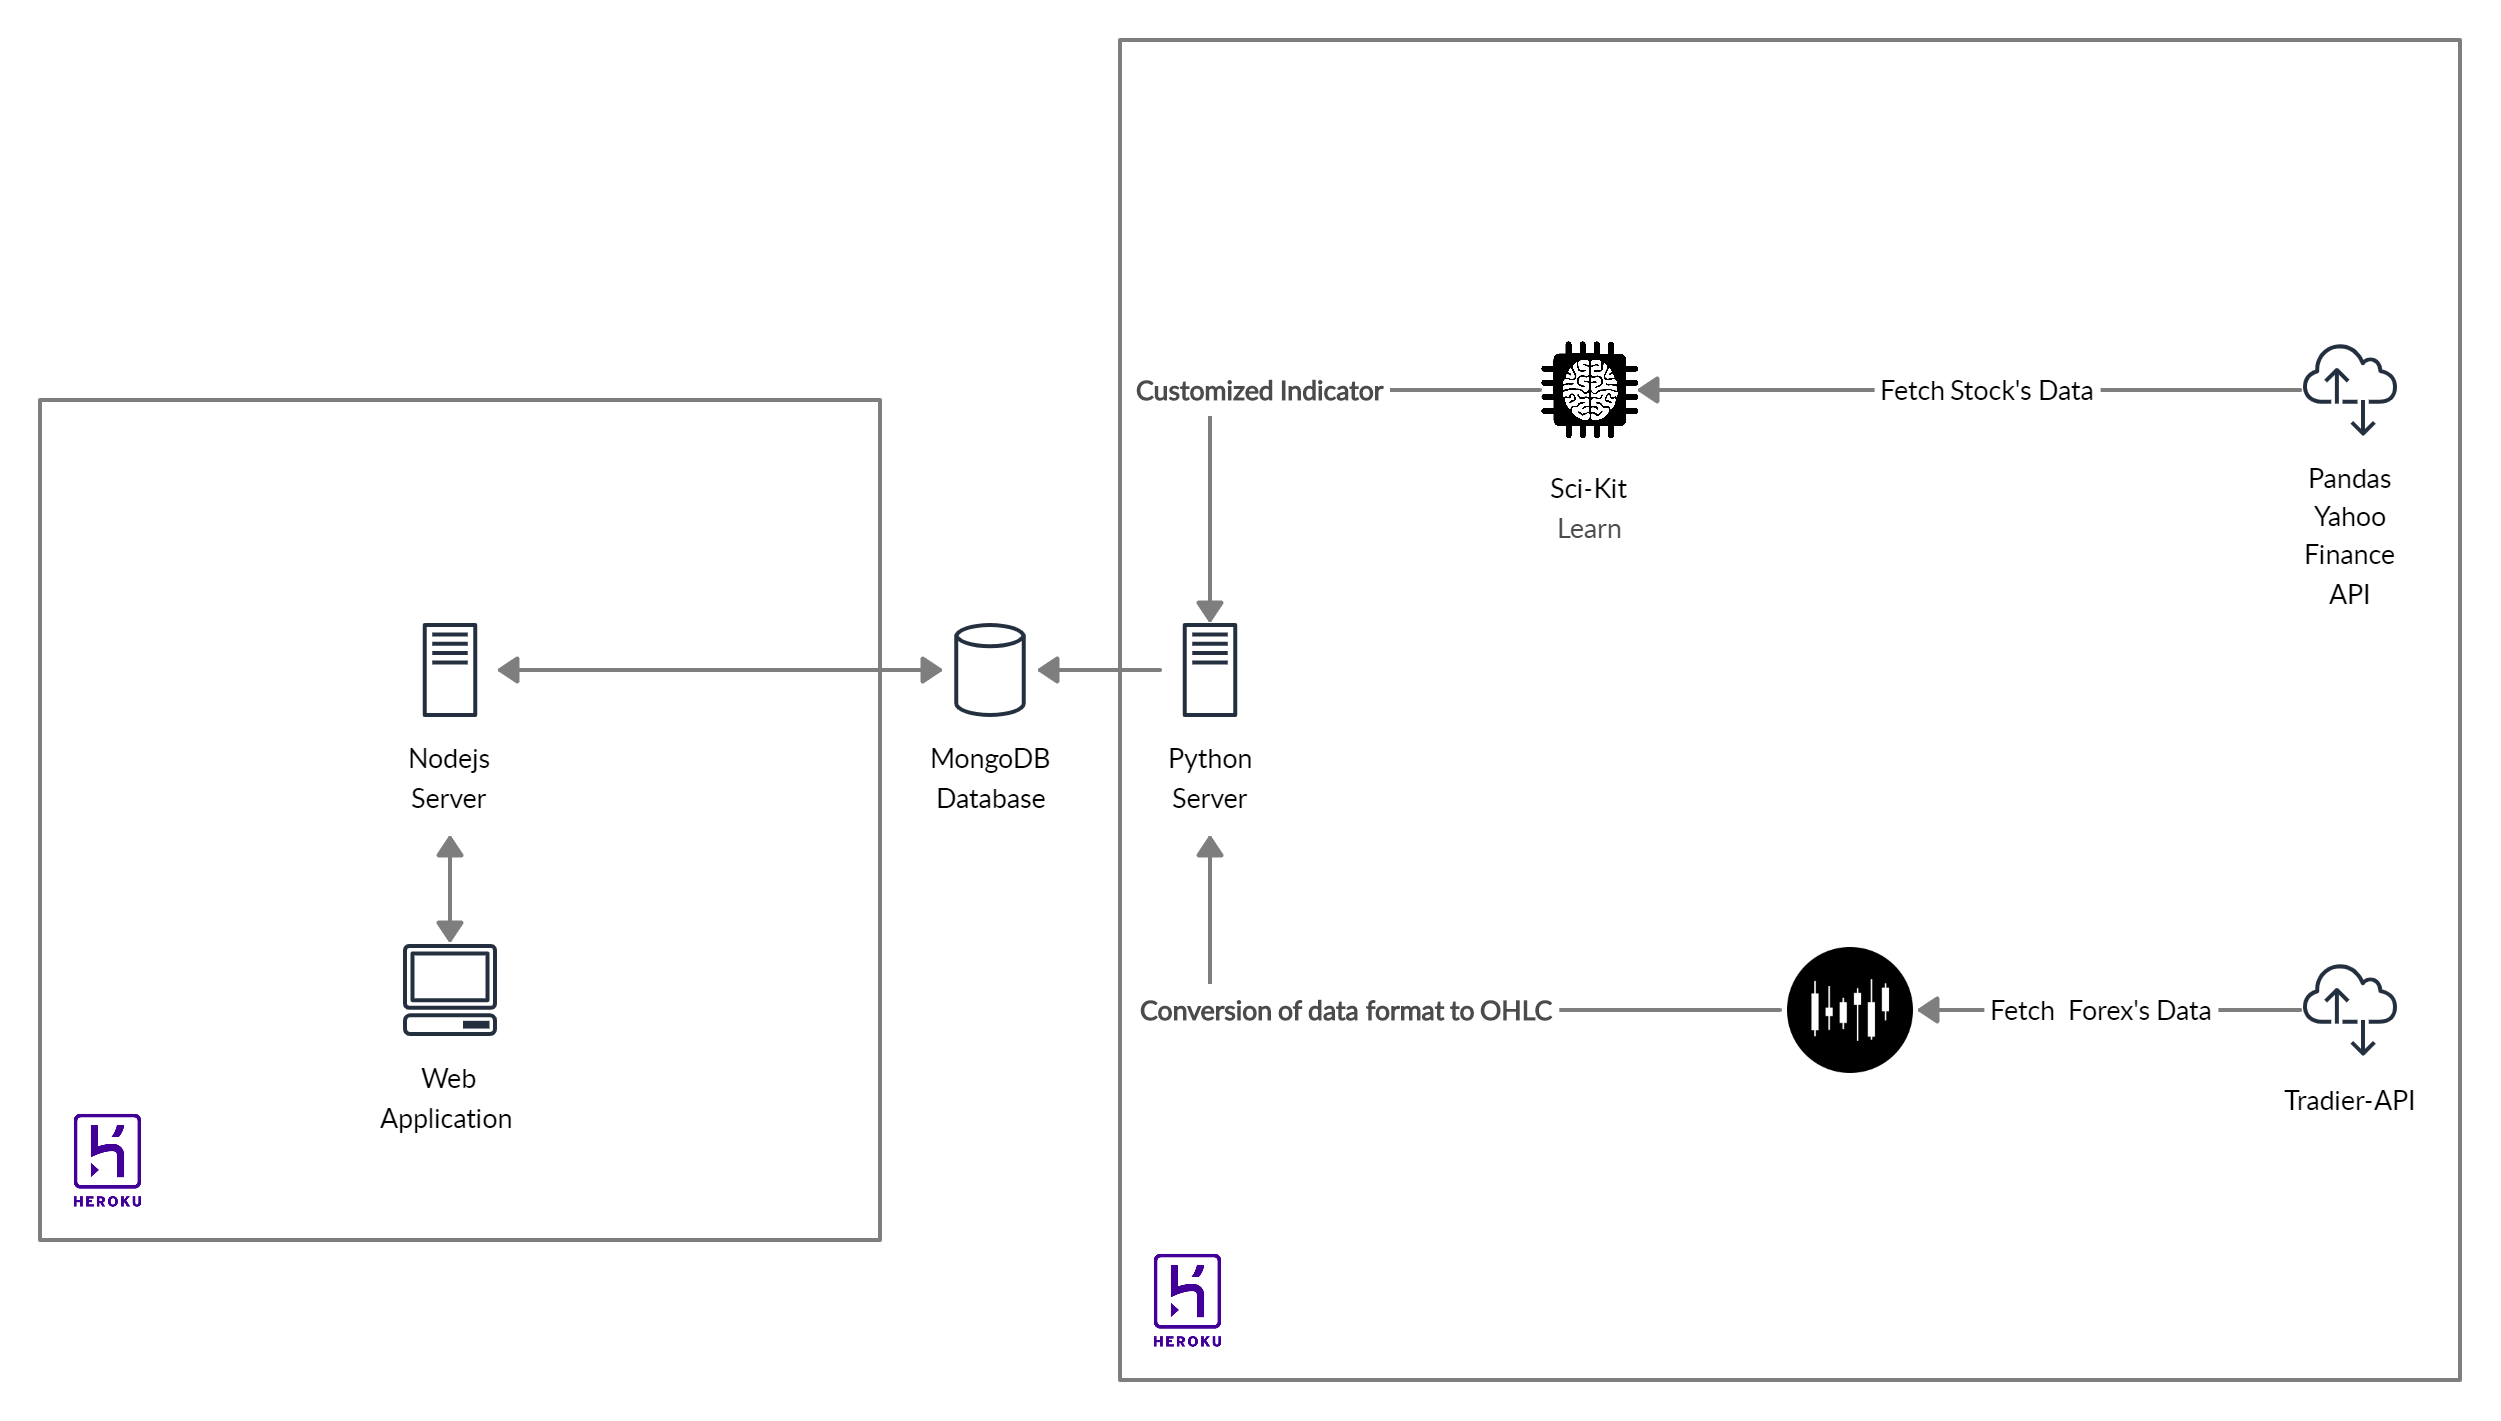 Customized Indicator
Fetch Stock's Data
Sci-Kit
Learn
Pandas
Yahoo
Finance
API
Nodejs
Server
MongoDB
Database
Python
Server
Conversion of data format to OHLC
Fetch  Forex's Data
Tradier-API
Web
Application
HEROKU
HEROKU